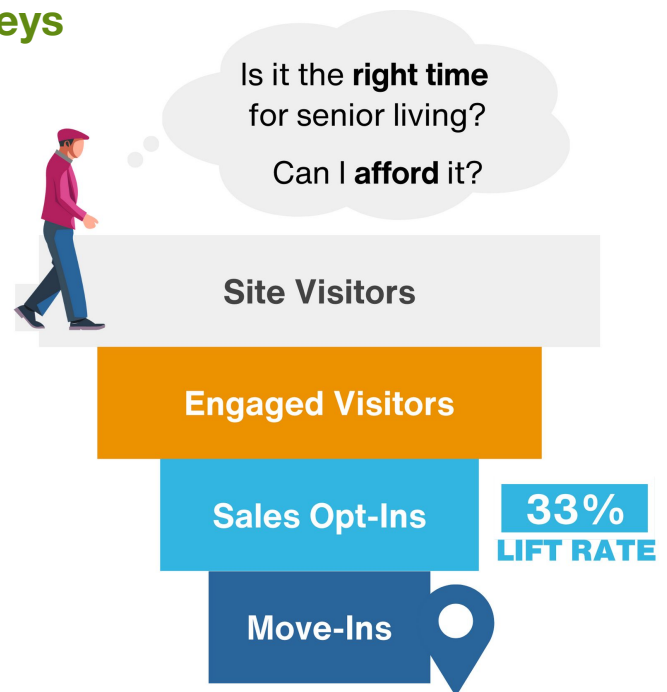 eys
Is it the right time
for senior living?
Can I afford it?
Site Visitors
Engaged Visitors
Sales Opt-Ins
33%
LIFT RATE
Move-Ins